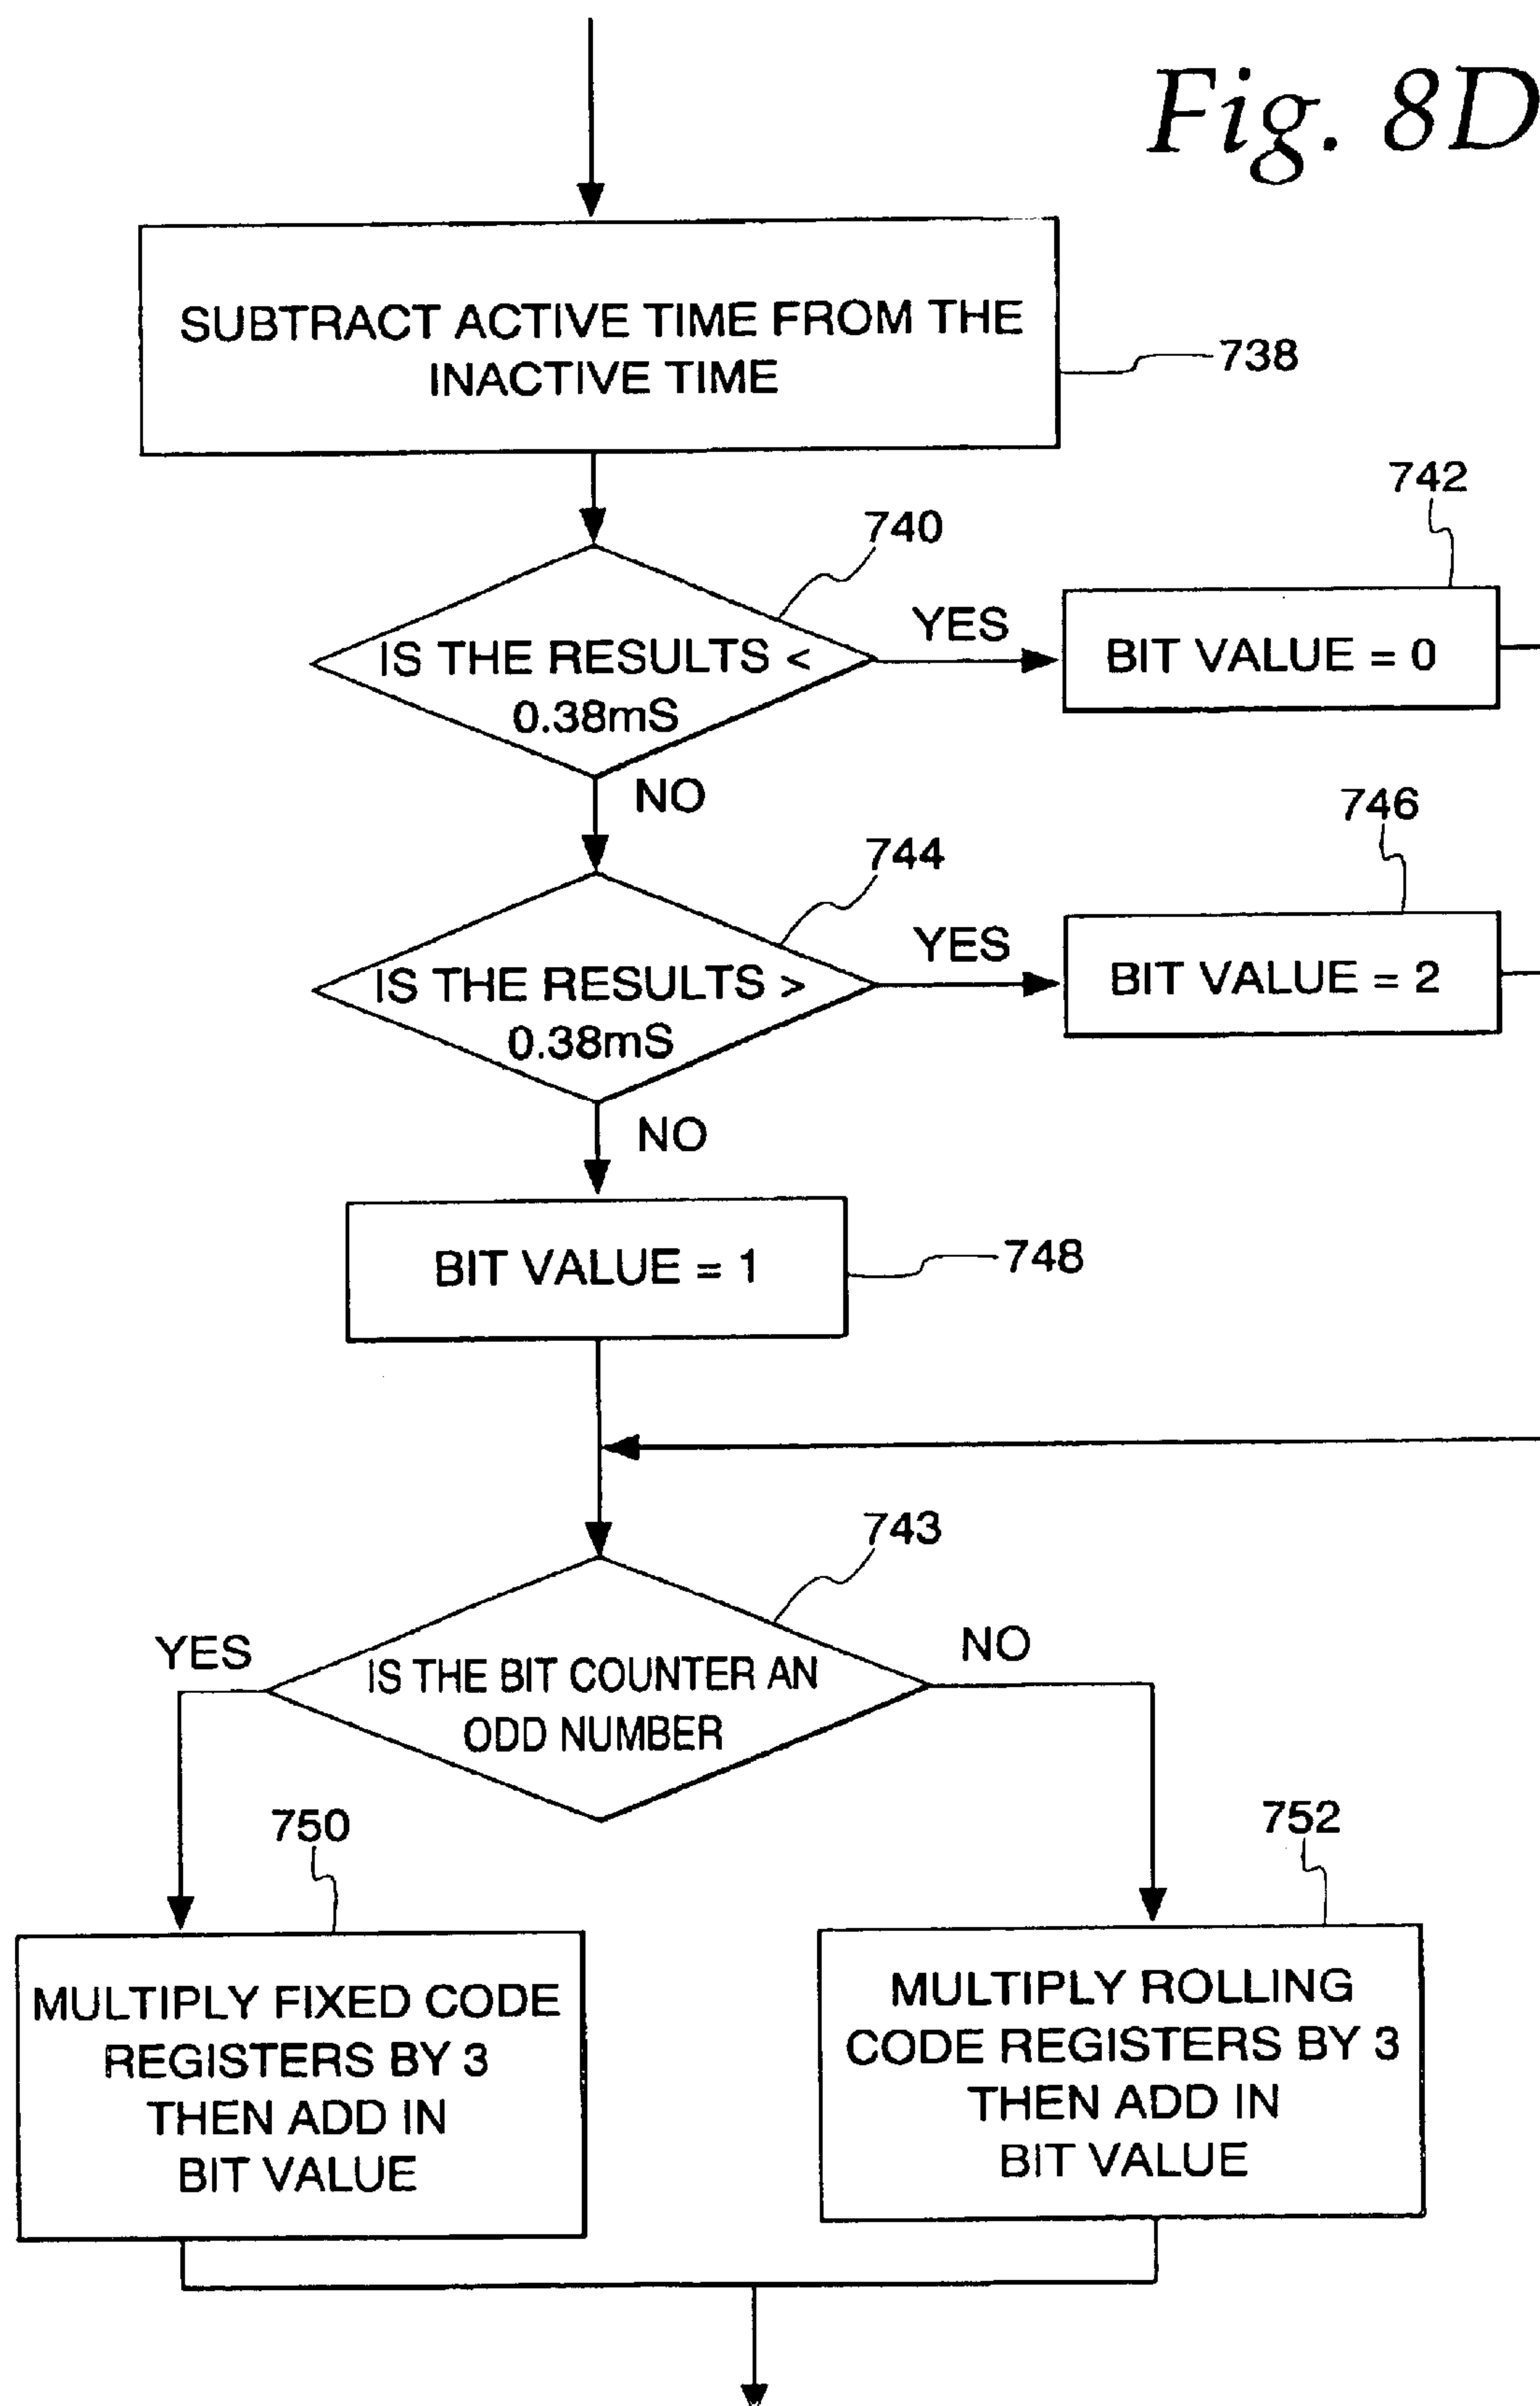 Fig. 8D
SUBTRACT ACTIVE TIME FROM THE
INACTIVE TIME
738
740
742
IS THE RESULTS <
0.38mS
YES
BIT VALUE = 0
NO
744
746
IS THE RESULTS >
0.38mS
YES
BIT VALUE = 2
NO
BIT VALUE = 1
748
743
YES
IS THE BIT COUNTER AN
ODD NUMBER
NO
750
752
MULTIPLY FIXED CODE
REGISTERS BY 3
THEN ADD IN
BIT VALUE
MULTIPLY ROLLING
CODE REGISTERS BY 3
THEN ADD IN
BIT VALUE